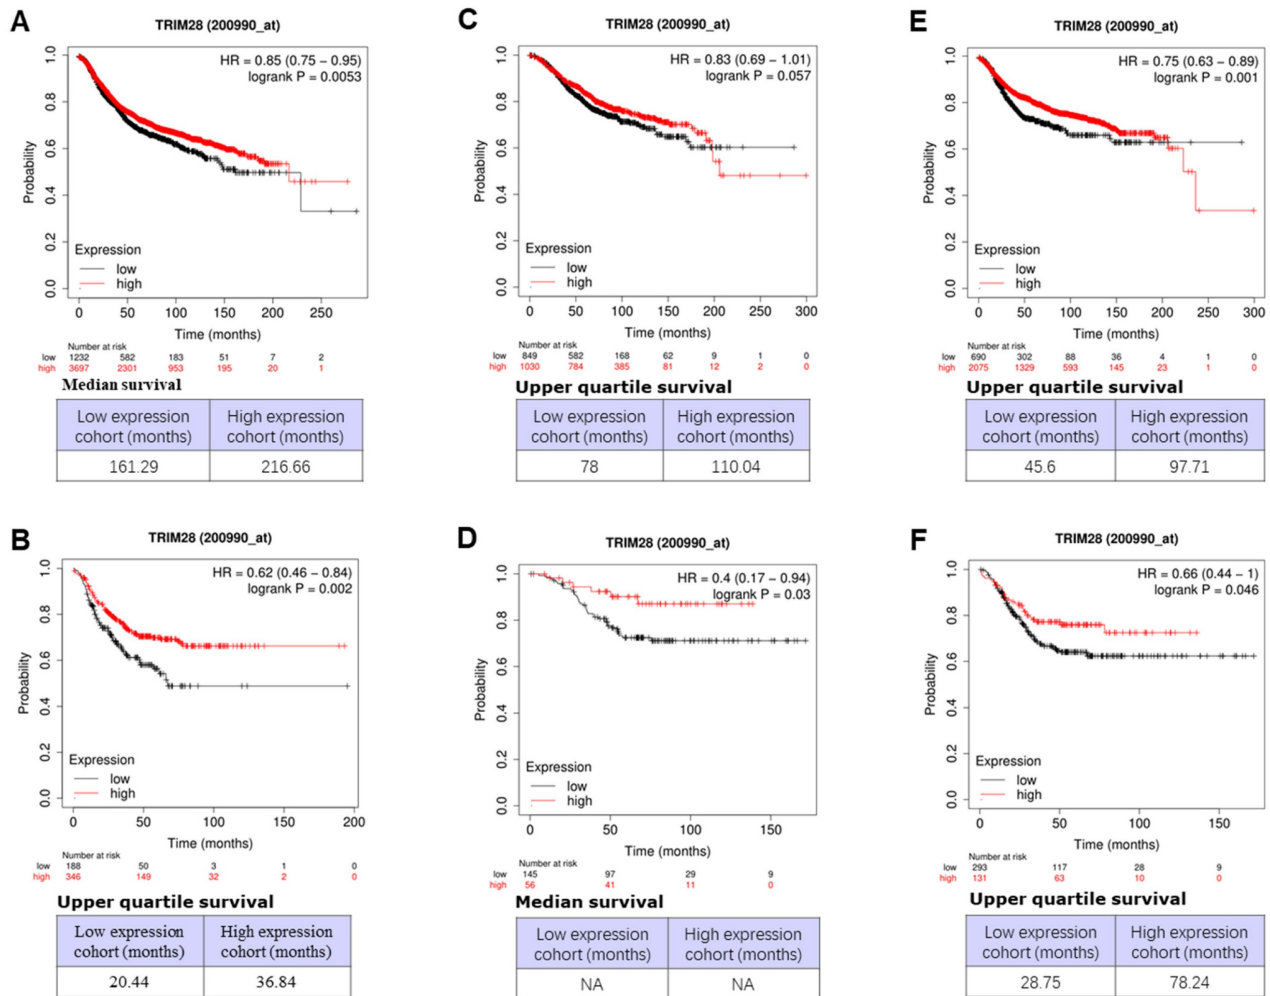 A
TRIM28 (200990_at)
HR = 0.85 (0.75 − 0.95)
logrank P = 0.0053
Probability
1.0
0.8
0.6
0.4
0.2
0.0
Expression
low
high
0 50 100 150 200 250
Time (months)
Number at risk
low 1232 582 183 51 7 2
high 3697 2301 953 195 20 1
Median survival
Low expression cohort (months) High expression cohort (months)
161.29 216.66
C
TRIM28 (200990_at)
HR = 0.83 (0.69 − 1.01)
logrank P = 0.057
Probability
1.0
0.8
0.6
0.4
0.2
0.0
Expression
low
high
0 50 100 150 200 250 300
Time (months)
Number at risk
low 849 582 168 62 9 1 0
high 1030 784 385 81 12 2 0
Upper quartile survival
Low expression cohort (months) High expression cohort (months)
78 110.04
E
TRIM28 (200990_at)
HR = 0.75 (0.63 − 0.89)
logrank P = 0.001
Probability
1.0
0.8
0.6
0.4
0.2
0.0
Expression
low
high
0 50 100 150 200 250 300
Time (months)
Number at risk
low 690 302 88 36 4 1 0
high 2075 1329 593 145 23 1 0
Upper quartile survival
Low expression cohort (months) High expression cohort (months)
45.6 97.71
B
TRIM28 (200990_at)
HR = 0.62 (0.46 − 0.84)
logrank P = 0.002
Probability
1.0
0.8
0.6
0.4
0.2
0.0
Expression
low
high
0 50 100 150 200
Time (months)
Number at risk
low 188 50 3 1 0
high 346 149 32 2 0
Upper quartile survival
Low expression cohort (months) High expression cohort (months)
20.44 36.84
D
TRIM28 (200990_at)
HR = 0.4 (0.17 − 0.94)
logrank P = 0.03
Probability
1.0
0.8
0.6
0.4
0.2
0.0
Expression
low
high
0 50 100 150
Time (months)
Number at risk
low 145 97 29 9
high 56 41 11 0
Median survival
Low expression cohort (months) High expression cohort (months)
NA NA
F
TRIM28 (200990_at)
HR = 0.66 (0.44 − 1)
logrank P = 0.046
Probability
1.0
0.8
0.6
0.4
0.2
0.0
Expression
low
high
0 50 100 150
Time (months)
Number at risk
low 293 117 28 9
high 131 63 10 0
Upper quartile survival
Low expression cohort (months) High expression cohort (months)
28.75 78.24